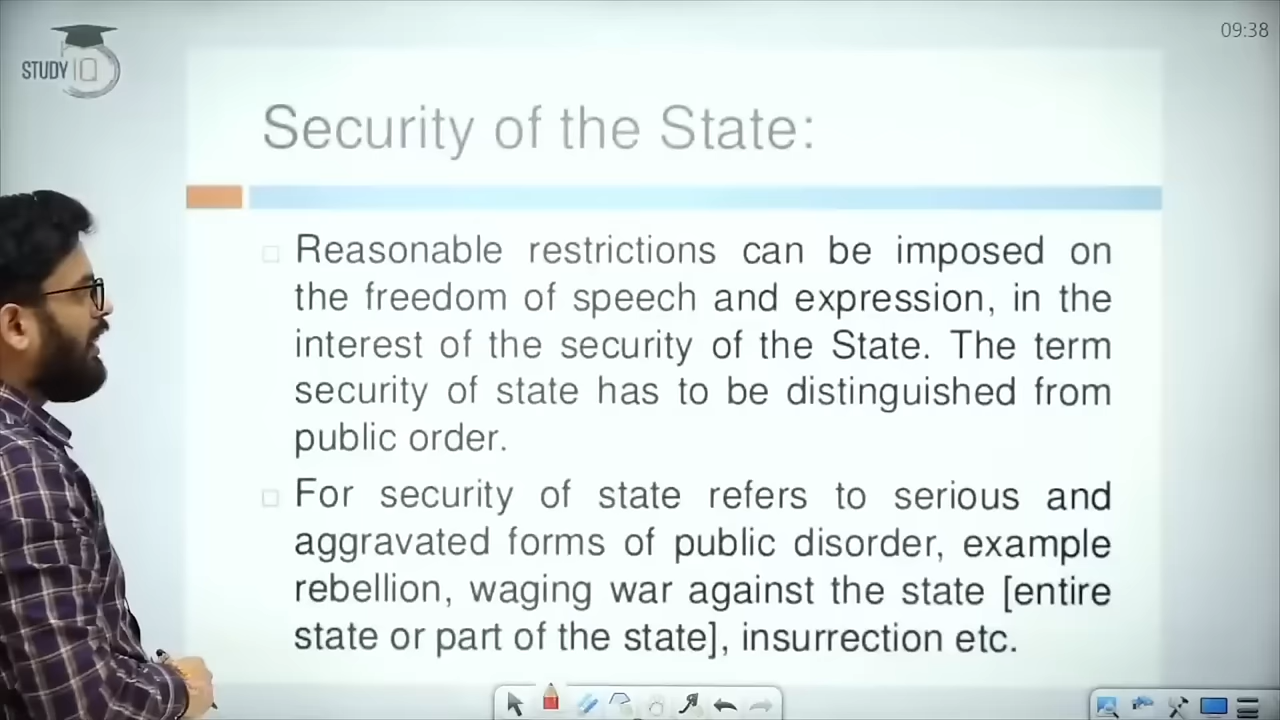 STUDY IQ
09:38
Security of the State:
Reasonable restrictions can be imposed on
the freedom of speech and expression, in the
interest of the security of the State. The term
security of state has to be distinguished from
public order.
For security of state refers to serious and
aggravated forms of public disorder, example
rebellion, waging war against the state [entire
state or part of the state], insurrection etc.